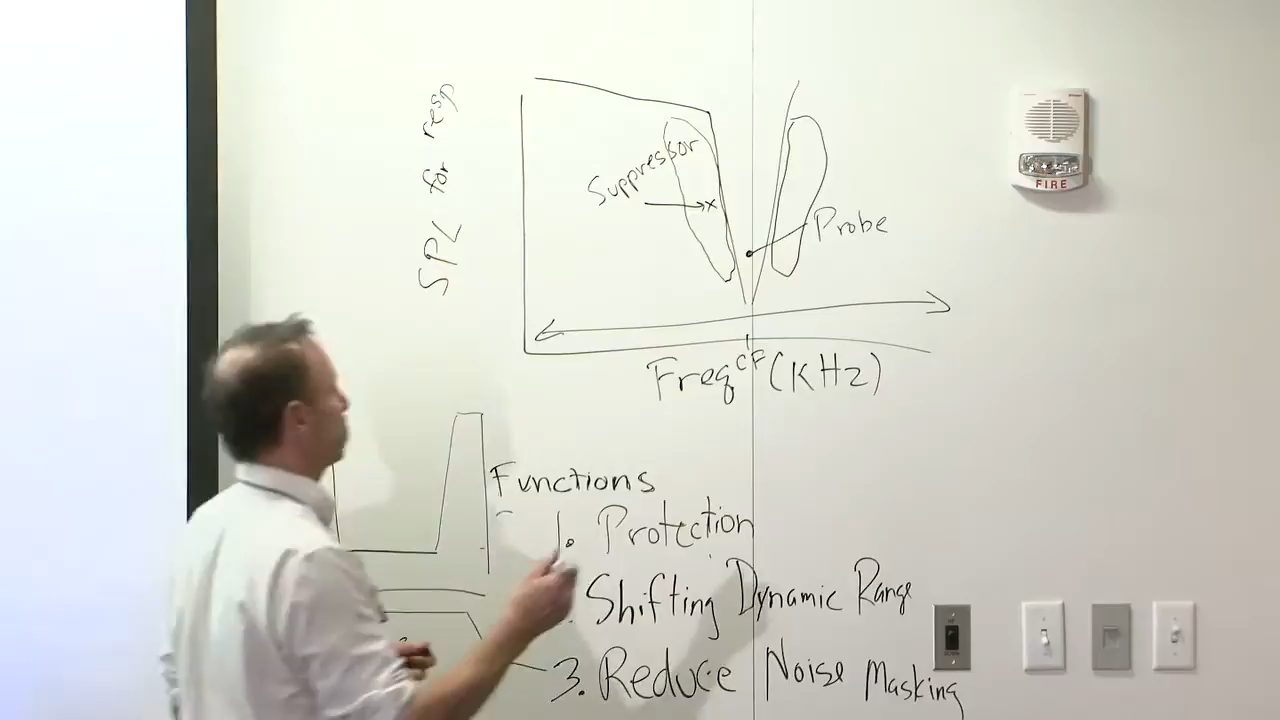 SPL for resp
Suppressor
Probe
CF
Freq (KHz)
FIRE
Functions
1. Protection
. Shifting Dynamic Range
3. Reduce Noise Masking